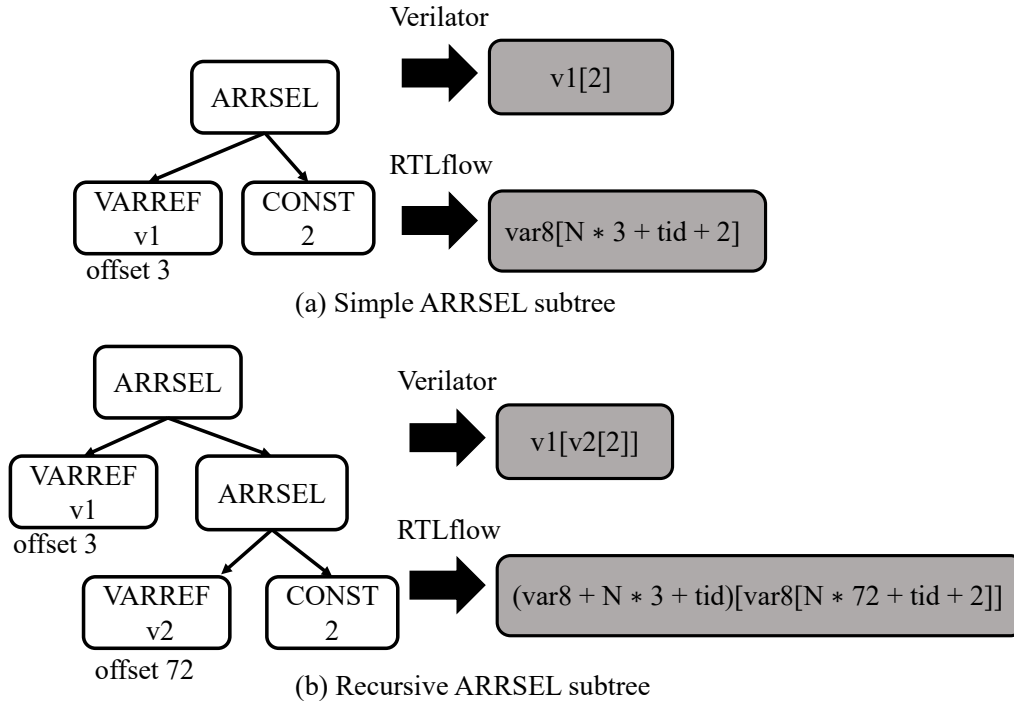 Verilator
ARRSEL
v1[2]
RTLflow
VARREF
v1
CONST
2
var8[N * 3 + tid + 2]
offset 3
(a) Simple ARRSEL subtree
ARRSEL
Verilator
v1[v2[2]]
VARREF
v1
ARRSEL
offset 3
RTLflow
VARREF
v2
CONST
2
(var8 + N * 3 + tid)[var8[N * 72 + tid + 2]]
offset 72
(b) Recursive ARRSEL subtree